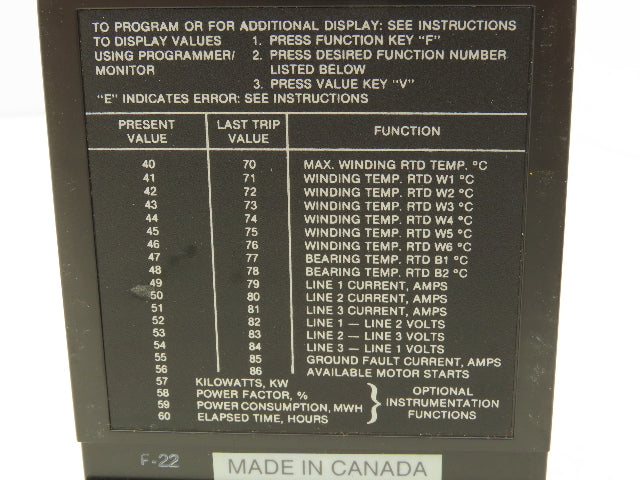 TO PROGRAM OR FOR ADDITIONAL DISPLAY: SEE INSTRUCTIONS
TO DISPLAY VALUES 1. PRESS FUNCTION KEY "F"
USING PROGRAMMER/ 2. PRESS DESIRED FUNCTION NUMBER
MONITOR LISTED BELOW
3. PRESS VALUE KEY "V"
"E" INDICATES ERROR: SEE INSTRUCTIONS
PRESENT VALUE LAST TRIP VALUE FUNCTION
40 70 MAX. WINDING RTD TEMP. °C
41 71 WINDING TEMP. RTD W1 °C
42 72 WINDING TEMP. RTD W2 °C
43 73 WINDING TEMP. RTD W3 °C
44 74 WINDING TEMP. RTD W4 °C
45 75 WINDING TEMP. RTD W5 °C
46 76 WINDING TEMP. RTD W6 °C
47 77 BEARING TEMP. RTD B1 °C
48 78 BEARING TEMP. RTD B2 °C
49 79 LINE 1 CURRENT, AMPS
50 80 LINE 2 CURRENT, AMPS
51 81 LINE 3 CURRENT, AMPS
52 82 LINE 1 — LINE 2 VOLTS
53 83 LINE 2 — LINE 3 VOLTS
54 84 LINE 3 — LINE 1 VOLTS
55 85 GROUND FAULT CURRENT, AMPS
56 86 AVAILABLE MOTOR STARTS
57 KILOWATTS, KW
58 POWER FACTOR, %
59 POWER CONSUMPTION, MWH
60 ELAPSED TIME, HOURS
OPTIONAL
INSTRUMENTATION
FUNCTIONS
F-22
MADE IN CANADA